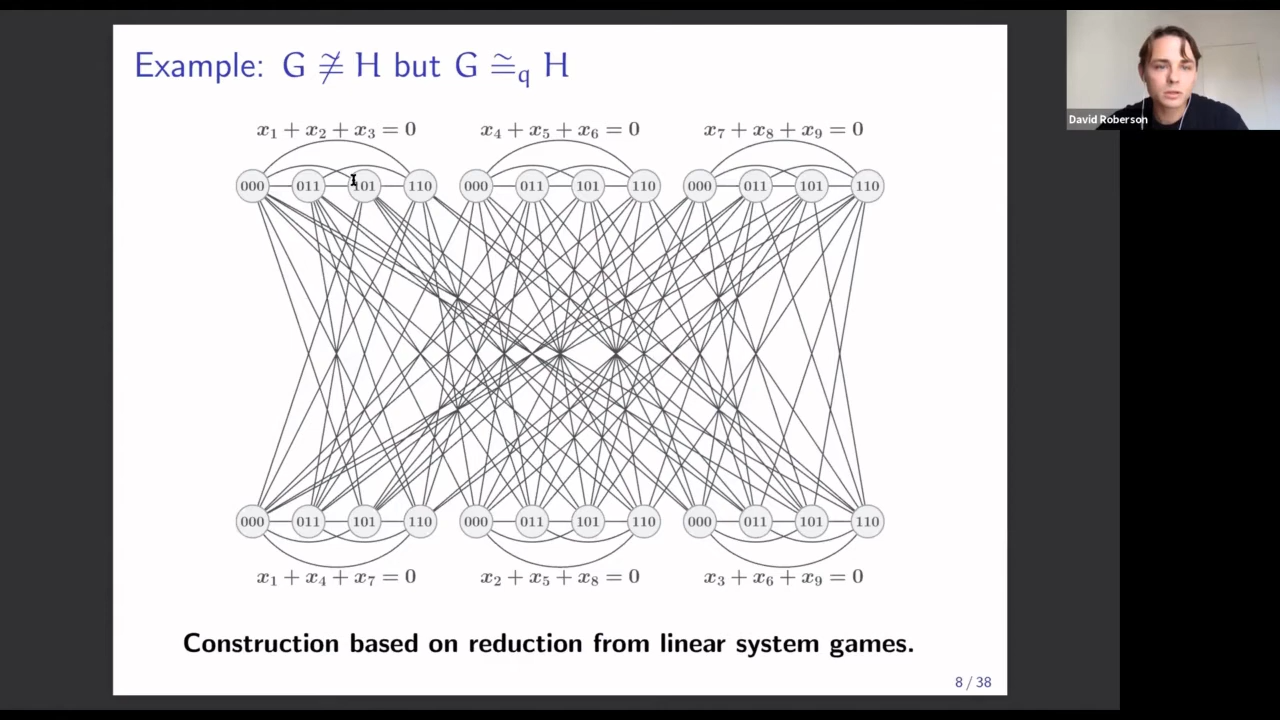 Example: G ≇ H but G ≅q H
x1 + x2 + x3 = 0 x4 + x5 + x6 = 0 x7 + x8 + x9 = 0
000 011 101 110 000 011 101 110 000 011 101 110
000 011 101 110 000 011 101 110 000 011 101 110
x1 + x4 + x7 = 0 x2 + x5 + x8 = 0 x3 + x6 + x9 = 0
Construction based on reduction from linear system games.
8 / 38
David Roberson